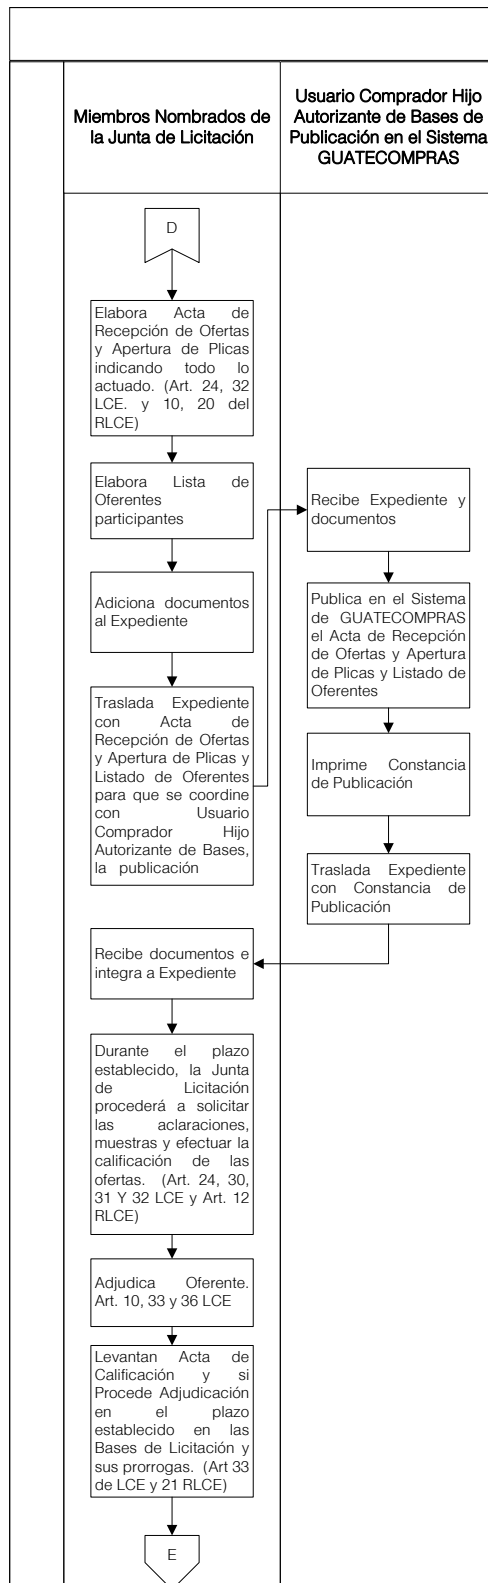 Miembros Nombrados de
la Junta de Licitación
Usuario Comprador Hijo
Autorizante de Bases de
Publicación en el Sistema
GUATECOMPRAS
D
Elabora Acta de
Recepción de Ofertas
y Apertura de Plicas
indicando todo lo
actuado. (Art. 24, 32
LCE. y 10, 20 del
RLCE)
Elabora Lista de
Oferentes
participantes
Adiciona documentos
al Expediente
Traslada Expediente
con Acta de
Recepción de Ofertas
y Apertura de Plicas y
Listado de Oferentes
para que se coordine
con Usuario
Comprador Hijo
Autorizante de Bases,
la publicación
Recibe Expediente y
documentos
Publica en el Sistema
de GUATECOMPRAS
el Acta de Recepción
de Ofertas y Apertura
de Plicas y Listado de
Oferentes
Imprime Constancia
de Publicación
Traslada Expediente
con Constancia de
Publicación
Recibe documentos e
integra a Expediente
Durante el plazo
establecido, la Junta
de Licitación
procederá a solicitar
las aclaraciones,
muestras y efectuar la
calificación de las
ofertas. (Art. 24, 30,
31 Y 32 LCE y Art. 12
RLCE)
Adjudica Oferente.
Art. 10, 33 y 36 LCE
Levantan Acta de
Calificación y si
Procede Adjudicación
en el plazo
establecido en las
Bases de Licitación y
sus prorrogas. (Art 33
de LCE y 21 RLCE)
E